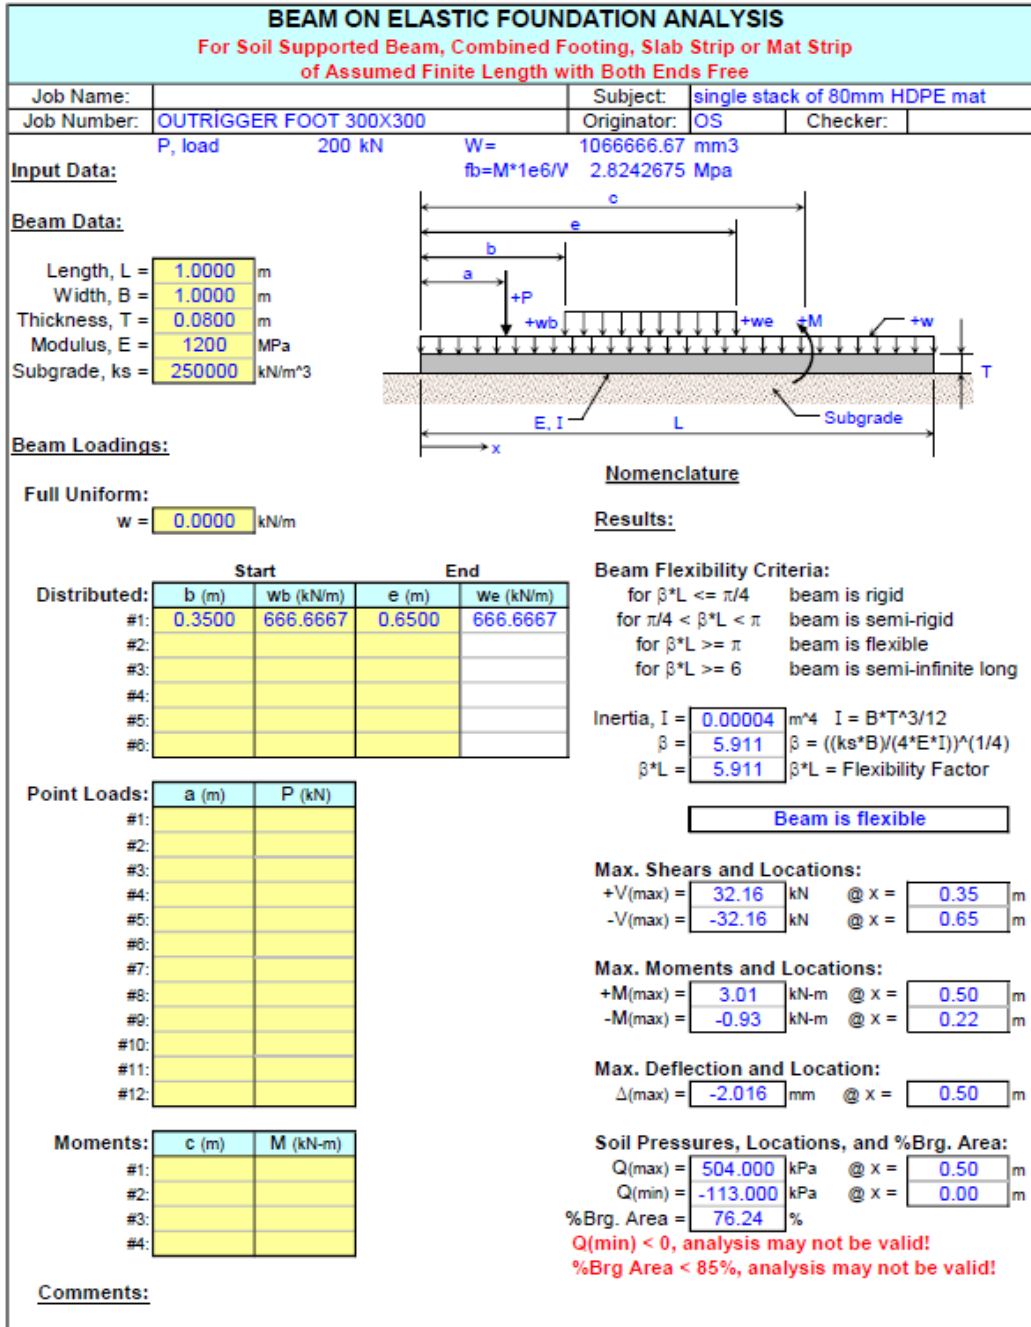 BEAM ON ELASTIC FOUNDATION ANALYSIS
For Soil Supported Beam, Combined Footing, Slab Strip or Mat Strip
of Assumed Finite Length with Both Ends Free
Job Name: Subject: single stack of 80mm HDPE mat
Job Number: OUTRIGGER FOOT 300X300 Originator: OS Checker:
P, load 200 kN W= 1066666.67 mm3
Input Data: fb=M*1e6/V 2.8242675 Mpa
c
Beam Data:
e
b
Length, L = 1.0000 m
a
Width, B = 1.0000 m
+P
Thickness, T = 0.0800 m
+wb +we +M +w
Modulus, E = 1200 MPa
Subgrade, ks = 250000 kN/m^3
T
E, I L Subgrade
Beam Loadings:
x
Nomenclature
Full Uniform:
w = 0.0000 kN/m
Results:
Start End
Beam Flexibility Criteria:
Distributed: b (m) wb (kN/m) e (m) we (kN/m)
for β*L <= π/4 beam is rigid
#1: 0.3500 666.6667 0.6500 666.6667
for π/4 < β*L < π beam is semi-rigid
#2:
for β*L >= π beam is flexible
#3:
for β*L >= 6 beam is semi-infinite long
#4:
#5:
Inertia, I = 0.00004 m^4 I = B*T^3/12
#6:
β = 5.911 β = ((ks*B)/(4*E*I))^(1/4)
β*L = 5.911 β*L = Flexibility Factor
Point Loads: a (m) P (kN)
#1:
Beam is flexible
#2:
#3:
Max. Shears and Locations:
#4:
+V(max) = 32.16 kN @ x = 0.35 m
#5:
-V(max) = -32.16 kN @ x = 0.65 m
#6:
#7:
Max. Moments and Locations:
#8:
+M(max) = 3.01 kN-m @ x = 0.50 m
#9:
-M(max) = -0.93 kN-m @ x = 0.22 m
#10:
#11:
Max. Deflection and Location:
#12:
Δ(max) = -2.016 mm @ x = 0.50 m
Moments: c (m) M (kN-m)
Soil Pressures, Locations, and %Brg. Area:
#1:
Q(max) = 504.000 kPa @ x = 0.50 m
#2:
Q(min) = -113.000 kPa @ x = 0.00 m
#3:
%Brg. Area = 76.24 %
#4:
Q(min) < 0, analysis may not be valid!
%Brg Area < 85%, analysis may not be valid!
Comments: